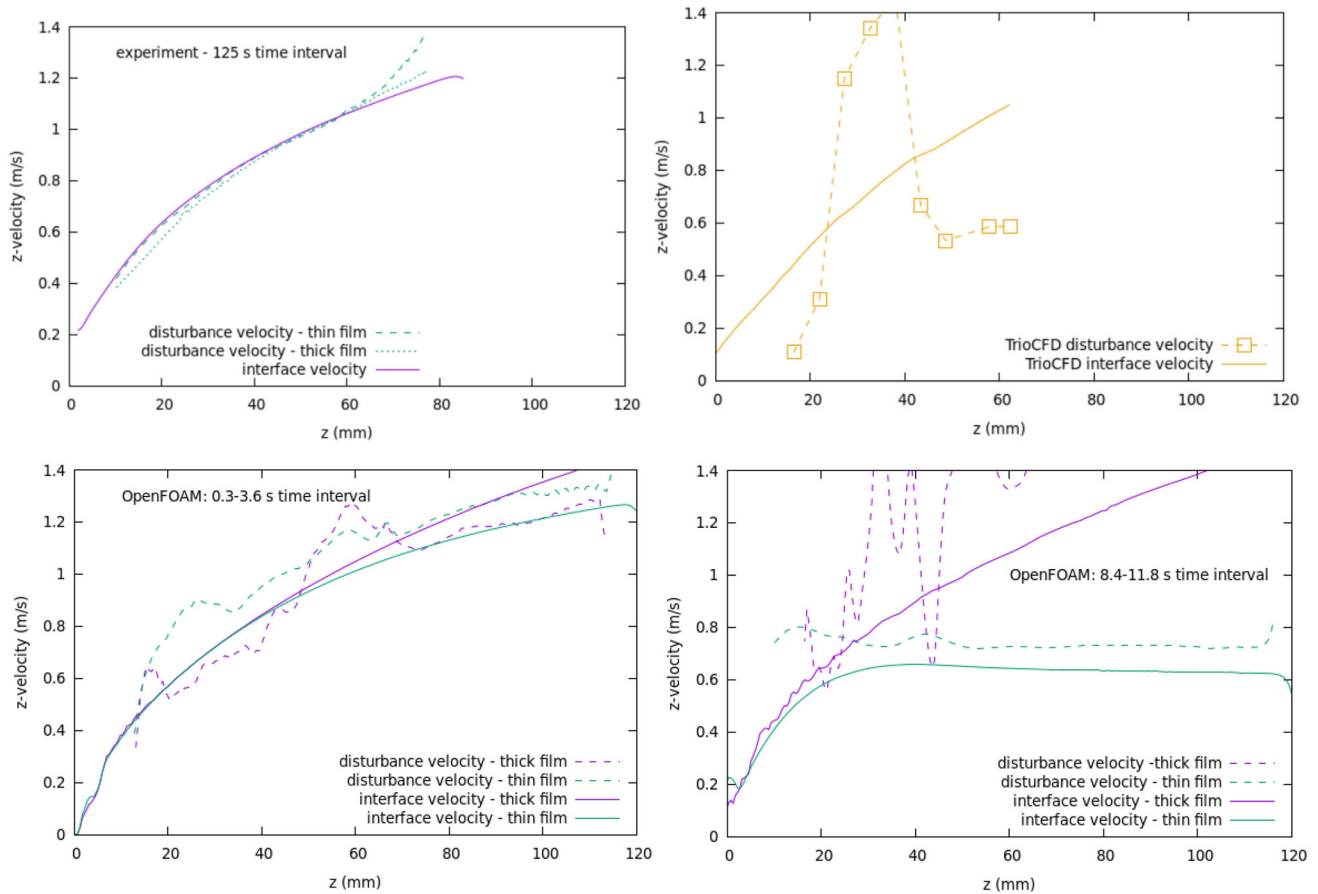 1.4
1.2
1
0.8
0.6
0.4
0.2
0
z-velocity (m/s)
experiment - 125 s time interval
disturbance velocity - thin film
disturbance velocity - thick film
interface velocity
0 20 40 60 80 100 120
z (mm)
1.4
1.2
1
0.8
0.6
0.4
0.2
0
z-velocity (m/s)
TrioCFD disturbance velocity
TrioCFD interface velocity
0 20 40 60 80 100 120
z (mm)
1.4
1.2
1
0.8
0.6
0.4
0.2
0
z-velocity (m/s)
OpenFOAM: 0.3-3.6 s time interval
disturbance velocity - thick film
disturbance velocity - thin film
interface velocity - thick film
interface velocity - thin film
0 20 40 60 80 100 120
z (mm)
1.4
1.2
1
0.8
0.6
0.4
0.2
0
z-velocity (m/s)
OpenFOAM: 8.4-11.8 s time interval
disturbance velocity -thick film
disturbance velocity - thin film
interface velocity - thick film
interface velocity - thin film
0 20 40 60 80 100 120
z (mm)